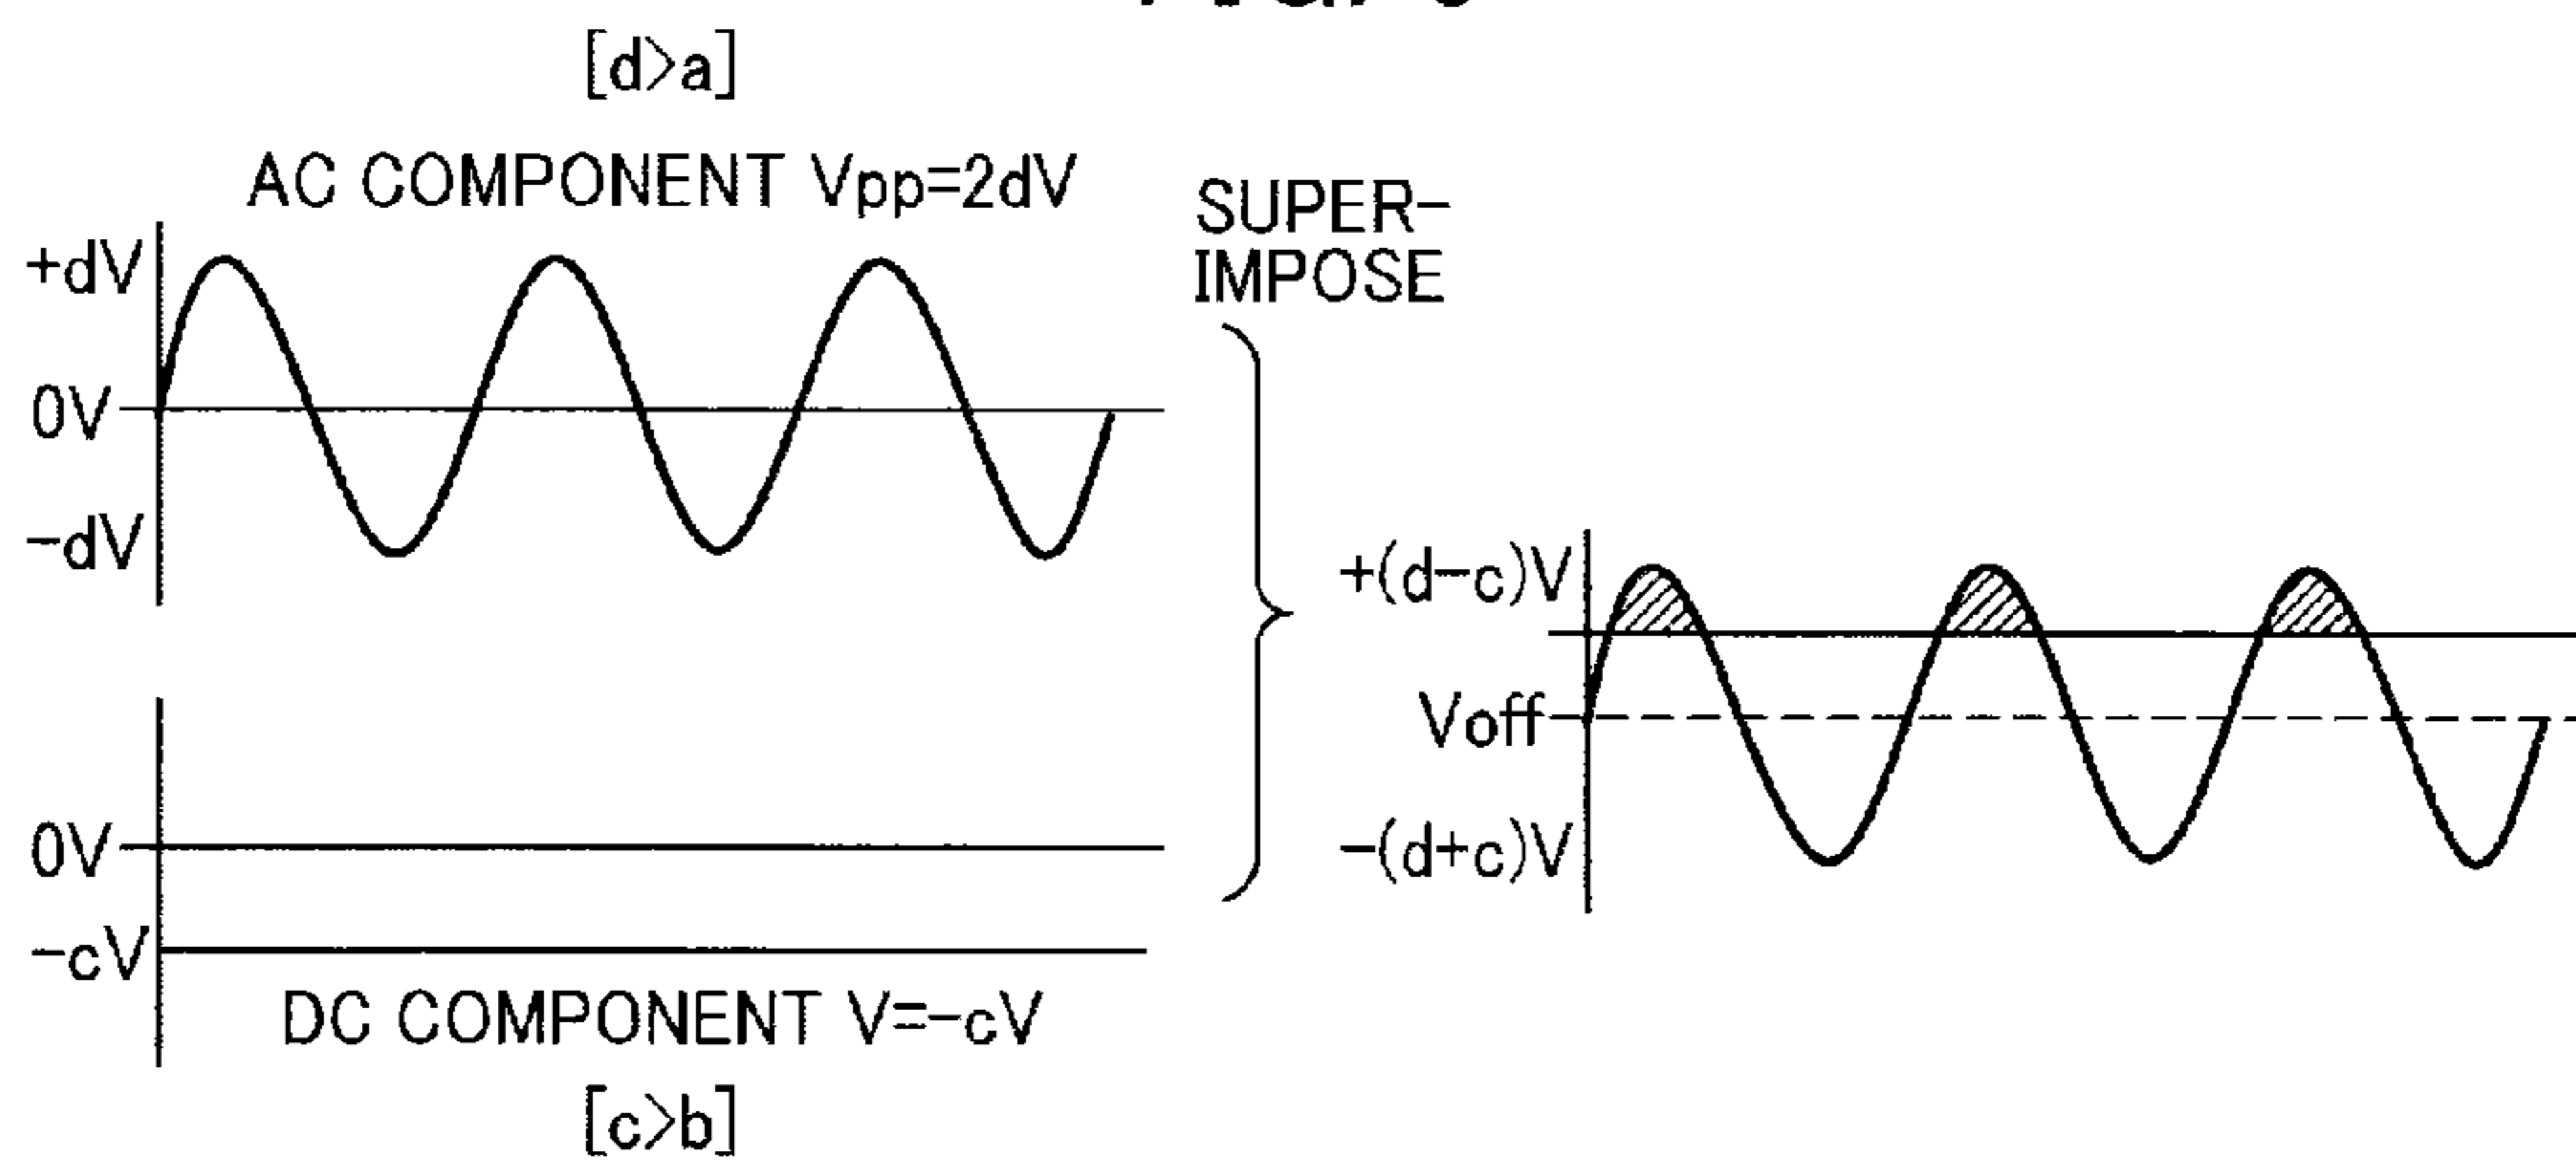 [d>a]
AC COMPONENT Vpp=2dV
+dV
0V
-dV
SUPER-
IMPOSE
0V
-cV
DC COMPONENT V=-cV
[c>b]
+(d-c)V
Voff
-(d+c)V